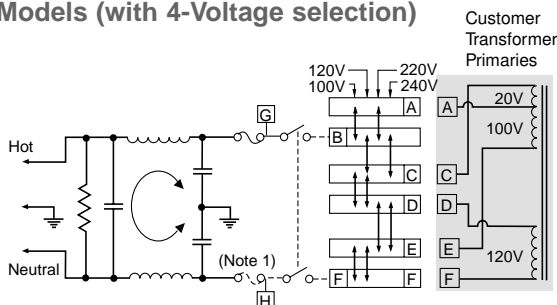 Models (with 4-Voltage selection)
Customer
Transformer
Primaries
120V
220V
100V
240V
A
A
20V
G
100V
B
Hot
C
C
D
D
E
E
120V
(Note 1)
Neutral
F
F
F
H